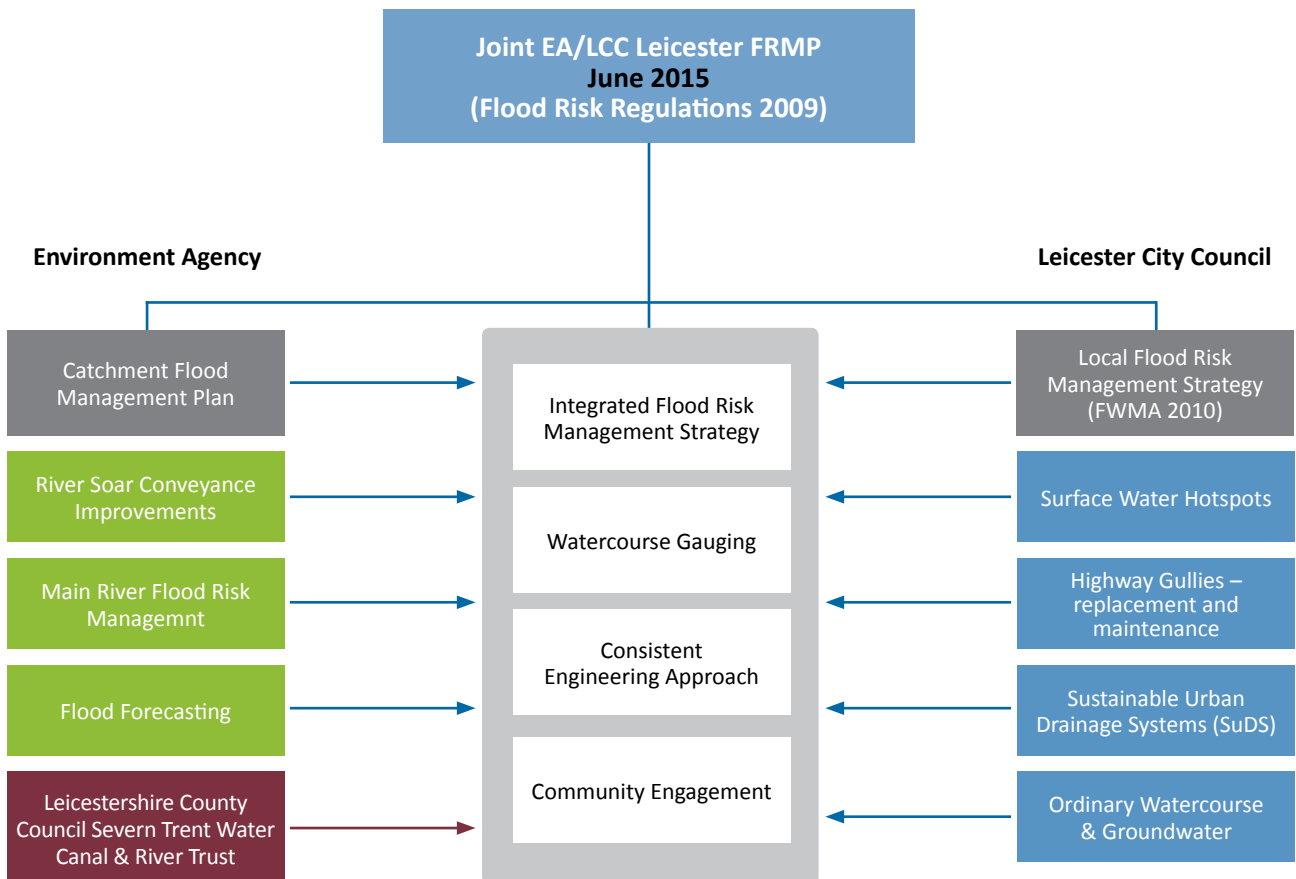 Joint EA/LCC Leicester FRMP
June 2015
(Flood Risk Regulations 2009)
Environment Agency
Leicester City Council
Catchment Flood
Management Plan
River Soar Conveyance
Improvements
Main River Flood Risk
Managemnt
Flood Forecasting
Leicestershire County
Council Severn Trent Water
Canal & River Trust
Integrated Flood Risk
Management Strategy
Watercourse Gauging
Consistent
Engineering Approach
Community Engagement
Local Flood Risk
Management Strategy
(FWMA 2010)
Surface Water Hotspots
Highway Gullies –
replacement and
maintenance
Sustainable Urban
Drainage Systems (SuDS)
Ordinary Watercourse
& Groundwater